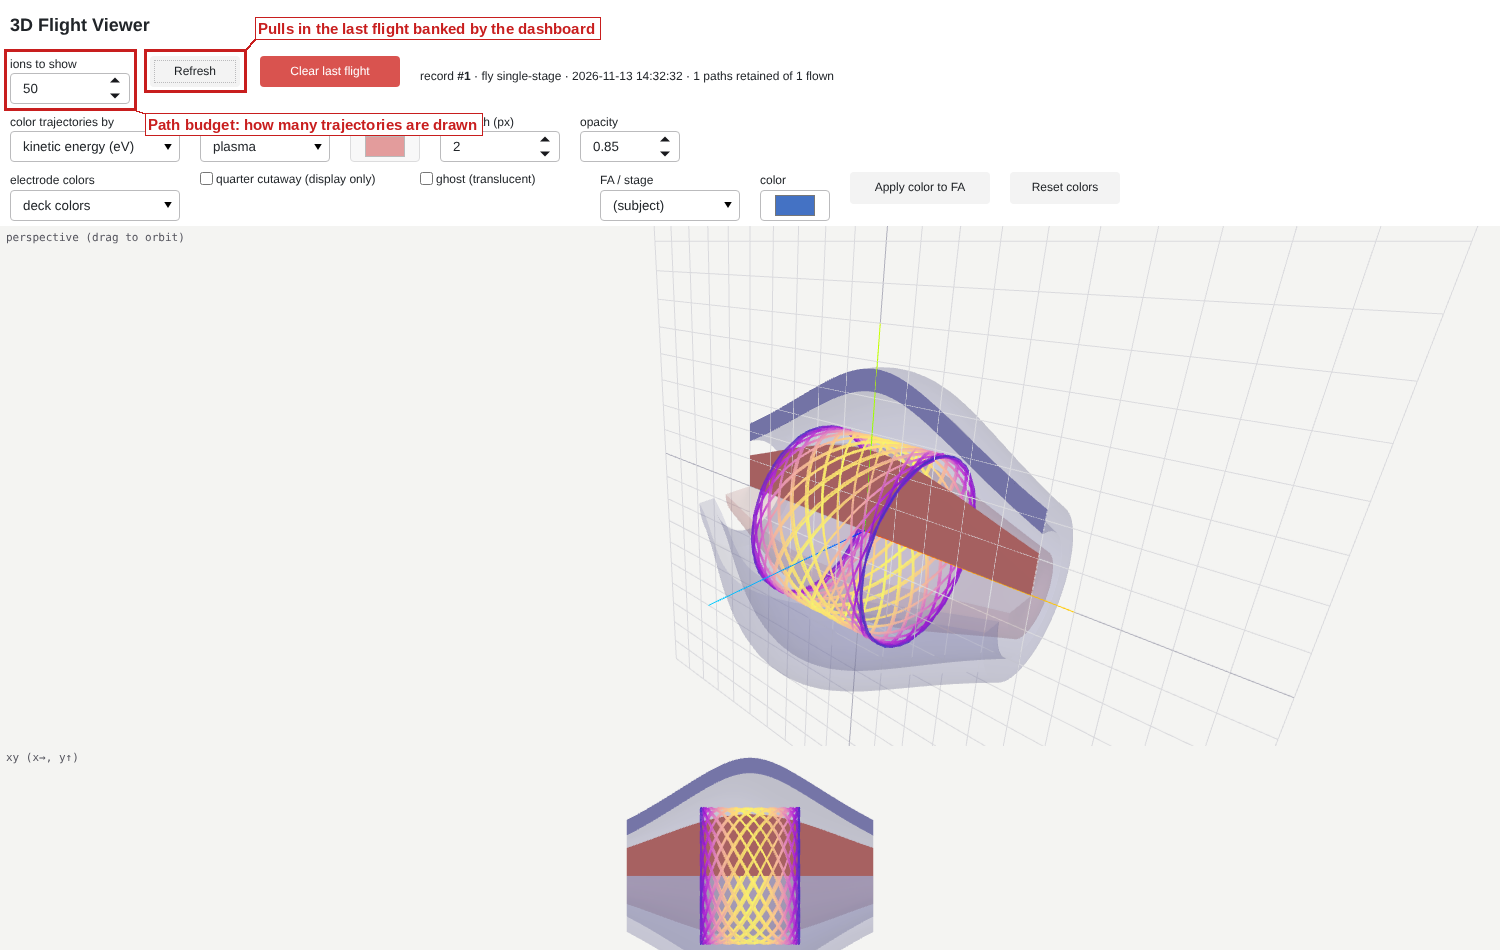 3D Flight Viewer
Pulls in the last flight banked by the dashboard
ions to show
50
Refresh
Clear last flight
record #1 · fly single-stage · 2026-11-13 14:32:32 · 1 paths retained of 1 flown
Path budget: how many trajectories are drawn
color trajectories by
(px)
opacity
kinetic energy (eV)
plasma
2
0.85
electrode colors
quarter cutaway (display only)
ghost (translucent)
FA / stage
color
deck colors
(subject)
Apply color to FA
Reset colors
perspective (drag to orbit)
xy (x→, y↑)